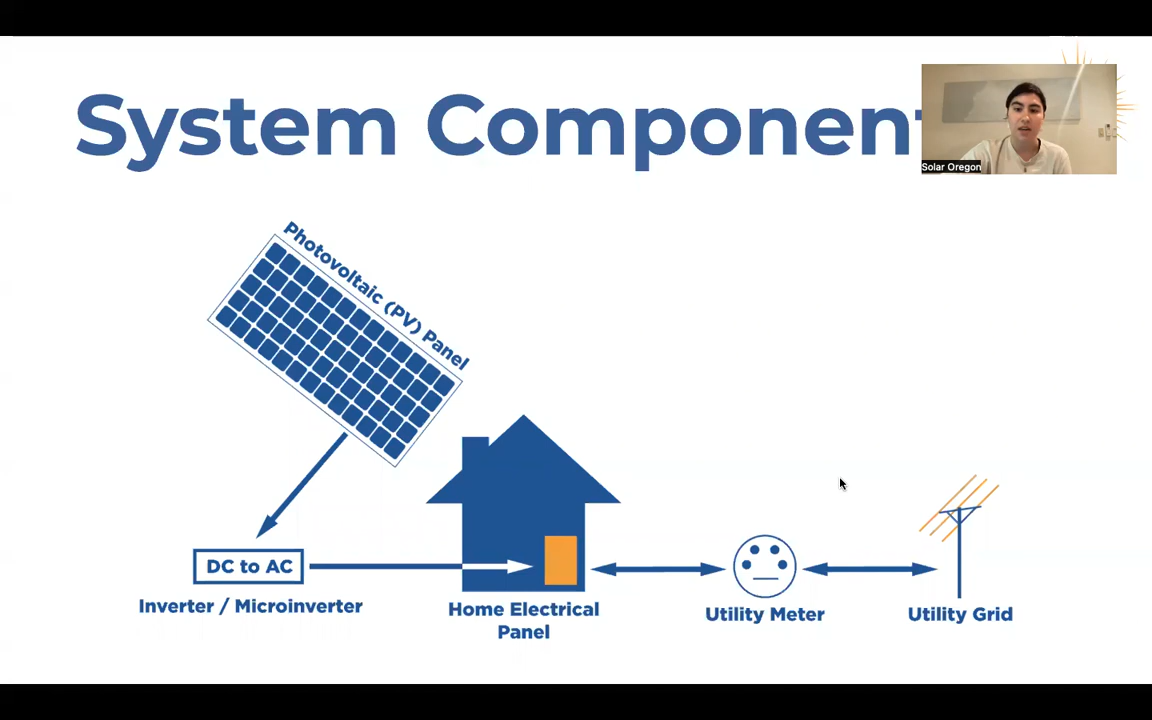 System Component
Solar Oregon
Photovoltaic (PV) Panel
DC to AC
Inverter / Microinverter
Home Electrical
Panel
Utility Meter
Utility Grid